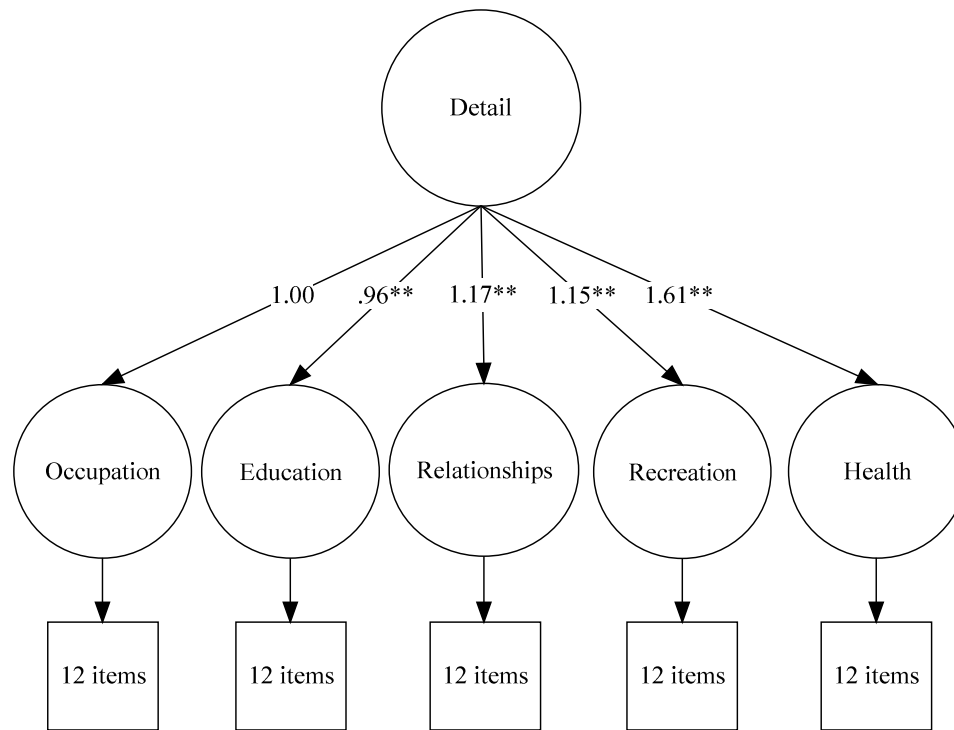 Detail
1.00
.96**
1.17**
1.15**
1.61**
Occupation
Education
Relationships
Recreation
Health
12 items
12 items
12 items
12 items
12 items